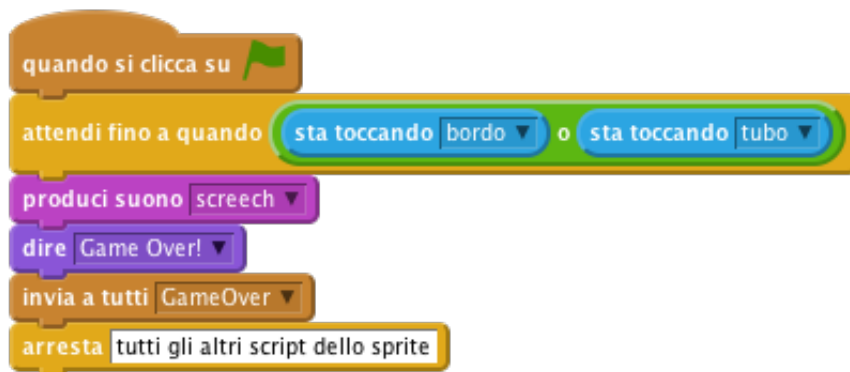 quando si clicca su
attendi fino a quando sta toccando bordo o sta toccando tubo
produci suono screech
dire Game Over!
invia a tutti GameOver
arresta tutti gli altri script dello sprite